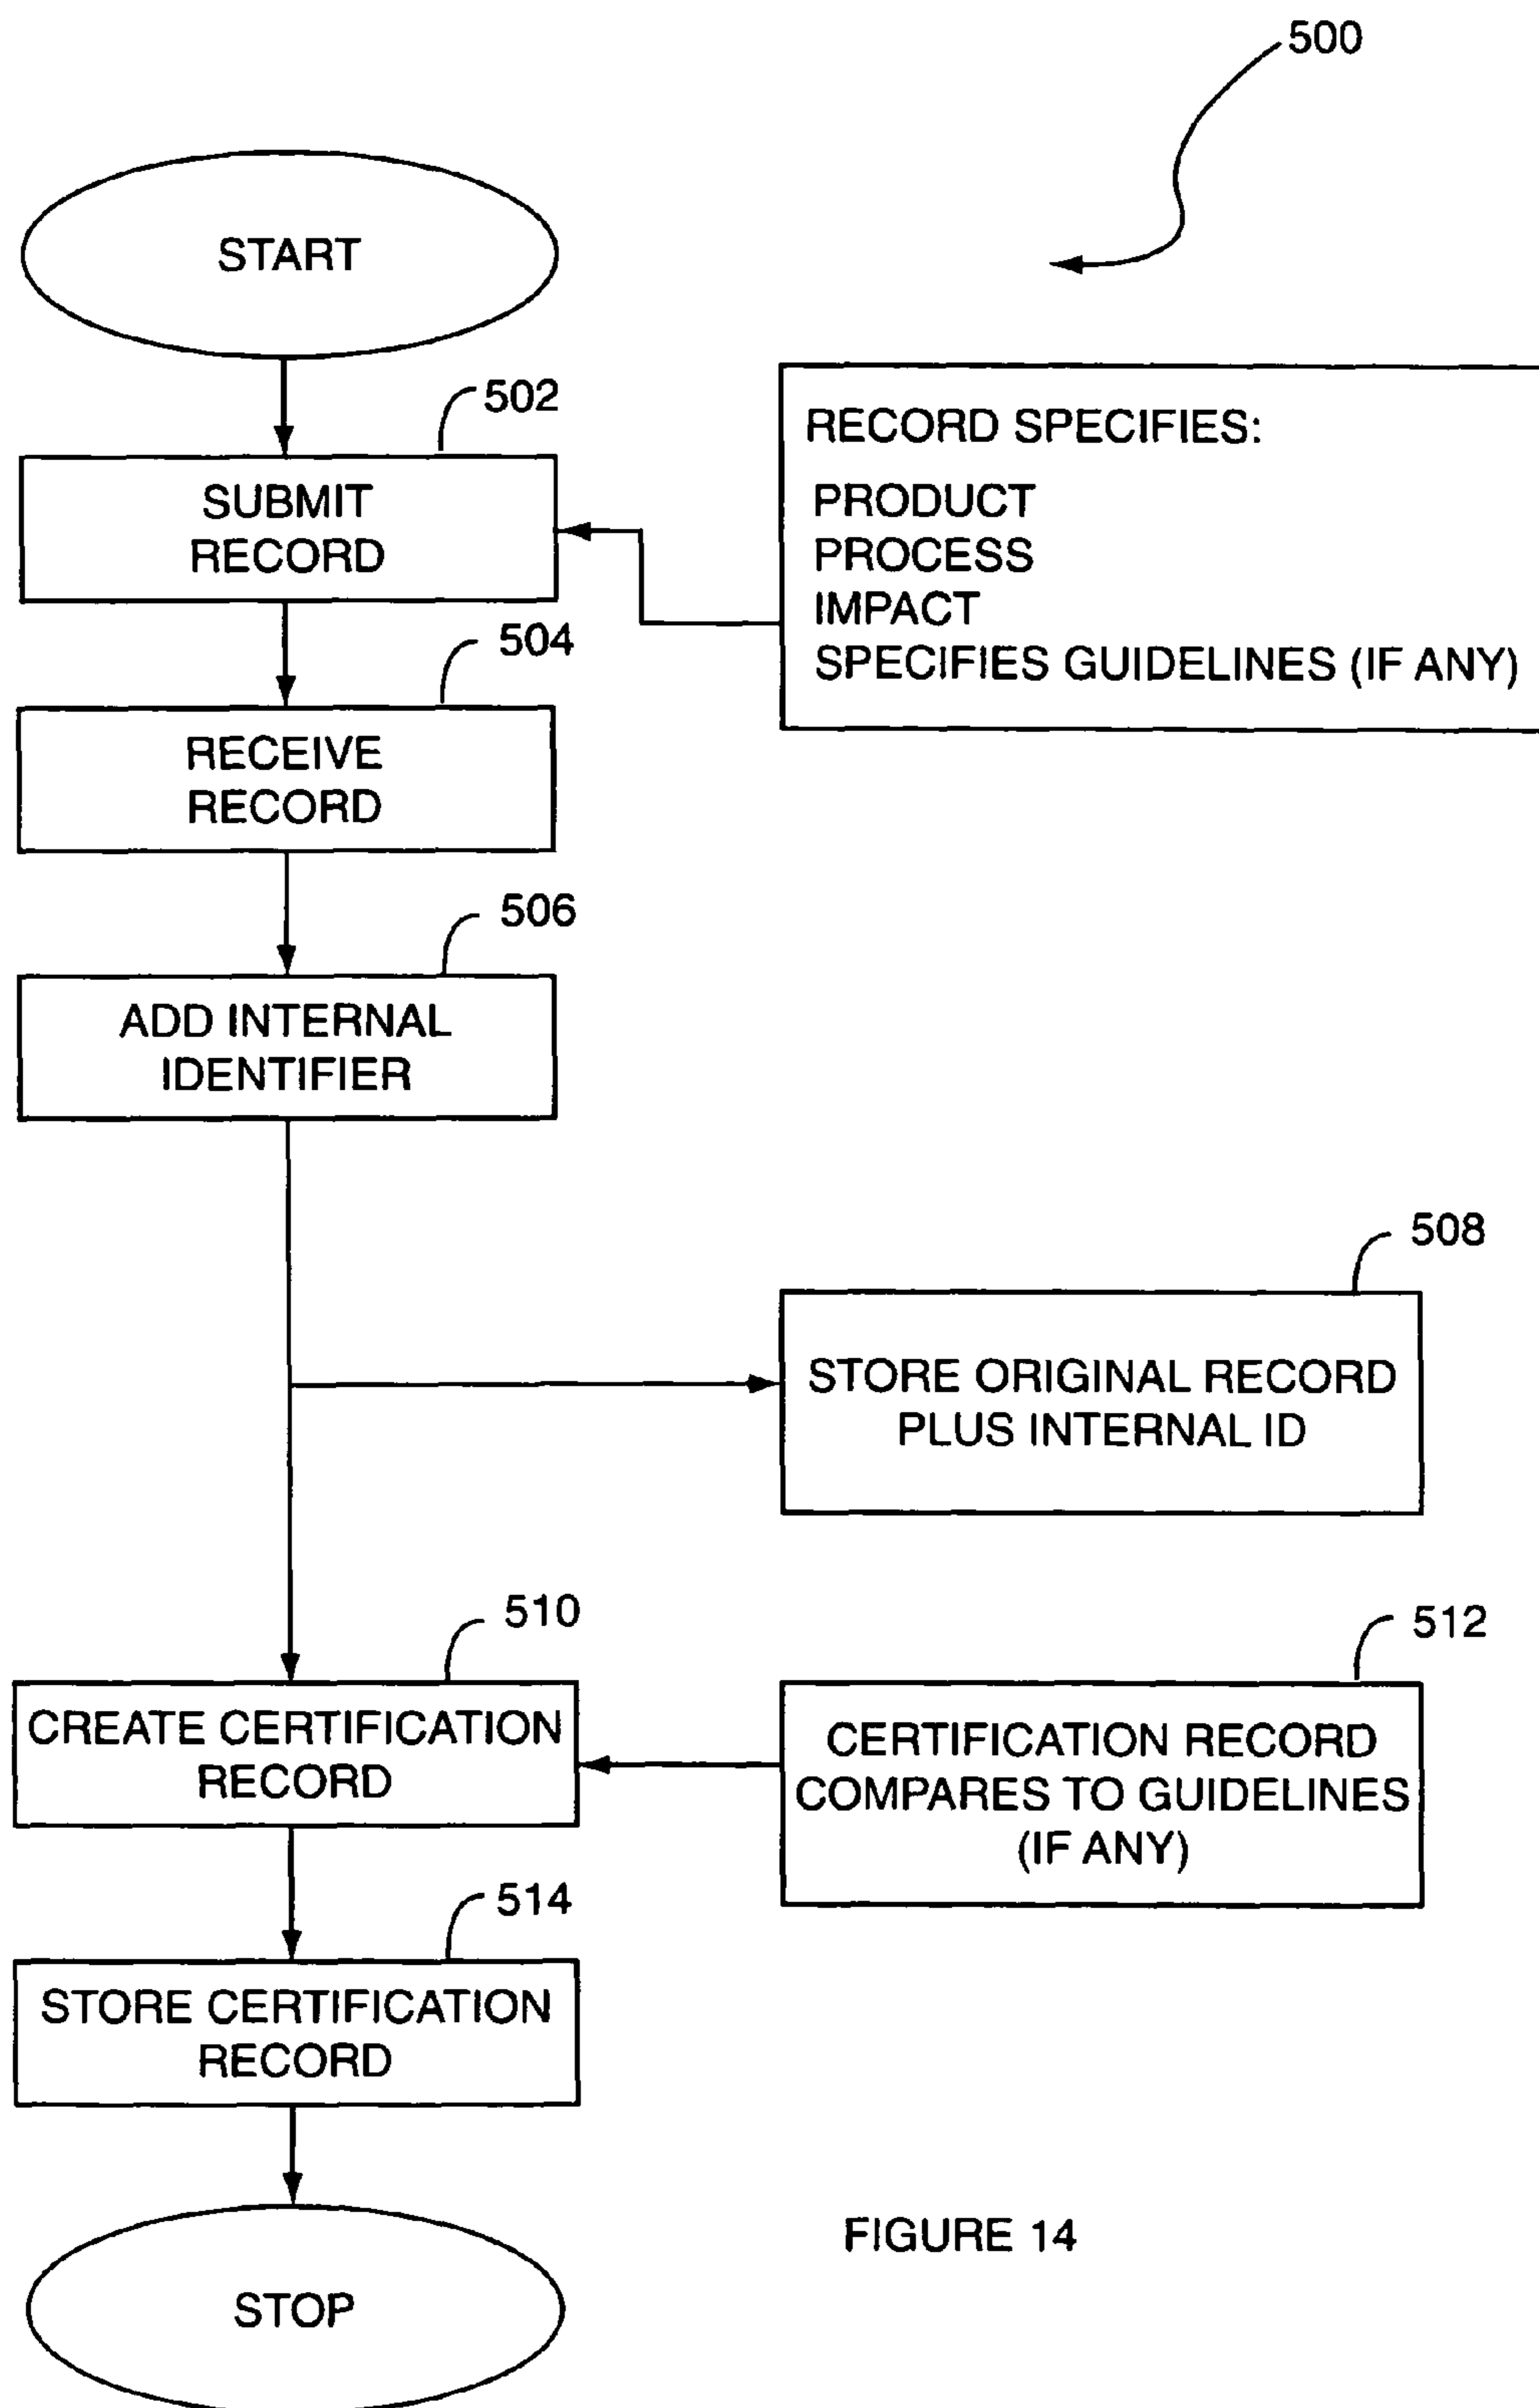 500
START
502
SUBMIT
RECORD
RECORD SPECIFIES:
PRODUCT
PROCESS
IMPACT
SPECIFIES GUIDELINES (IF ANY)
504
RECEIVE
RECORD
506
ADD INTERNAL
IDENTIFIER
508
STORE ORIGINAL RECORD
PLUS INTERNAL ID
510
CREATE CERTIFICATION
RECORD
512
CERTIFICATION RECORD
COMPARES TO GUIDELINES
(IF ANY)
514
STORE CERTIFICATION
RECORD
STOP
FIGURE 14